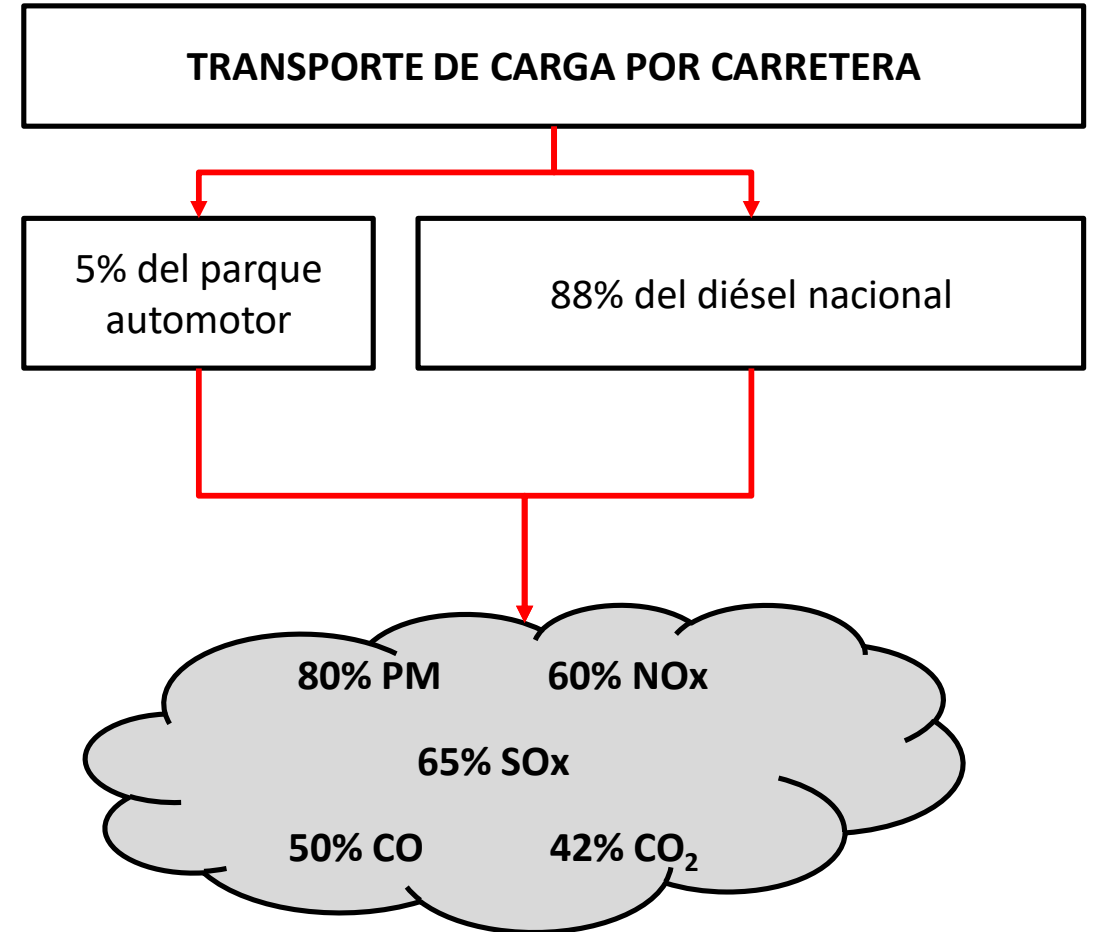 TRANSPORTE DE CARGA POR CARRETERA
5% del parque
automotor
88% del diésel nacional
80% PM
60% NOx
65% SOx
50% CO
42% CO₂